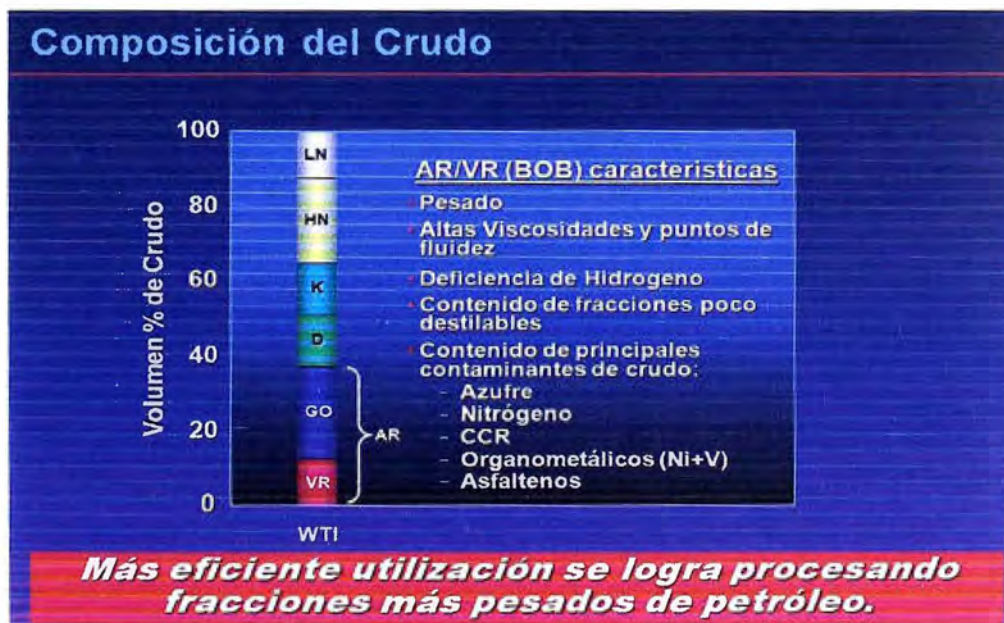 Composición del Crudo
100
80
60
40
20
0
Volumen % de Crudo
LN
HN
K
D
GO
VR
AR
WTI
AR/VR (BOB) caracteristicas
Pesado
Altas Viscosidades y puntos de
fluidez
Deficiencia de Hidrogeno
Contenido de fracciones poco
destilables
Contenido de principales
contaminantes de crudo:
- Azufre
- Nitrógeno
- CCR
- Organometálicos (Ni+V)
- Asfaltenos
Más eficiente utilización se logra procesando
fracciones más pesados de petróleo.